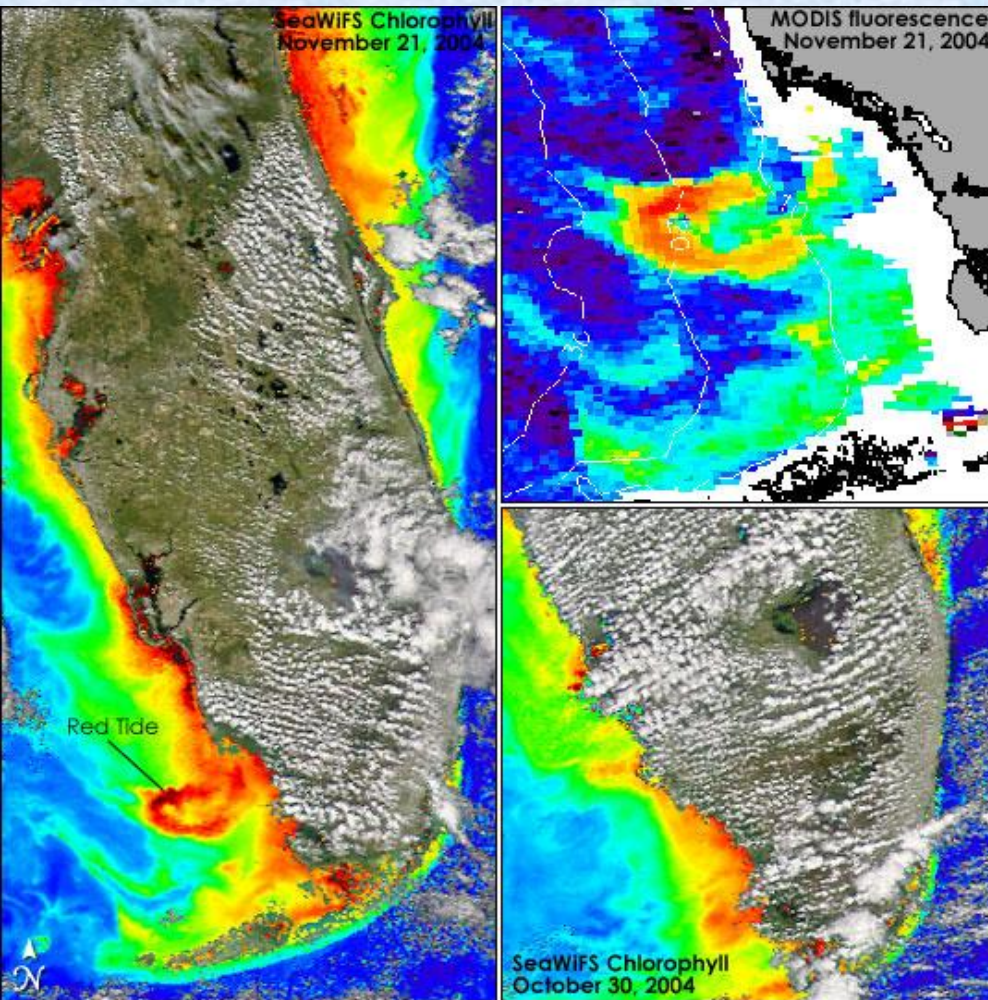 SeaWiFS Chlorophyll
November 21, 2004
MODIS fluorescence
November 21, 2004
Red Tide
N
SeaWiFS Chlorophyll
October 30, 2004